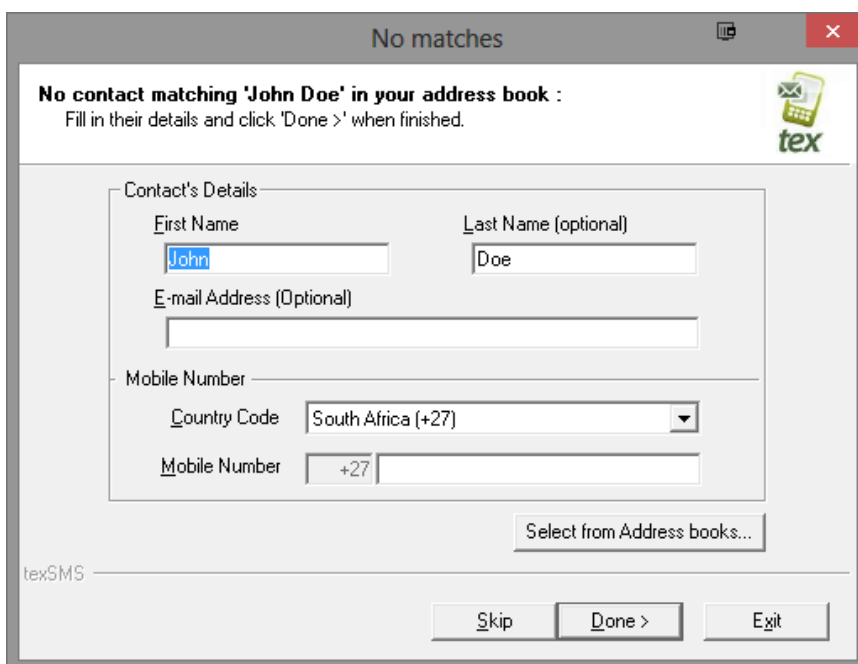 No matches
No contact matching 'John Doe' in your address book :
Fill in their details and click 'Done >' when finished.
tex
Contact's Details
First Name Last Name (optional)
John Doe
E-mail Address (Optional)
Mobile Number
Country Code South Africa (+27)
Mobile Number +27
Select from Address books...
texSMS
Skip Done > Exit